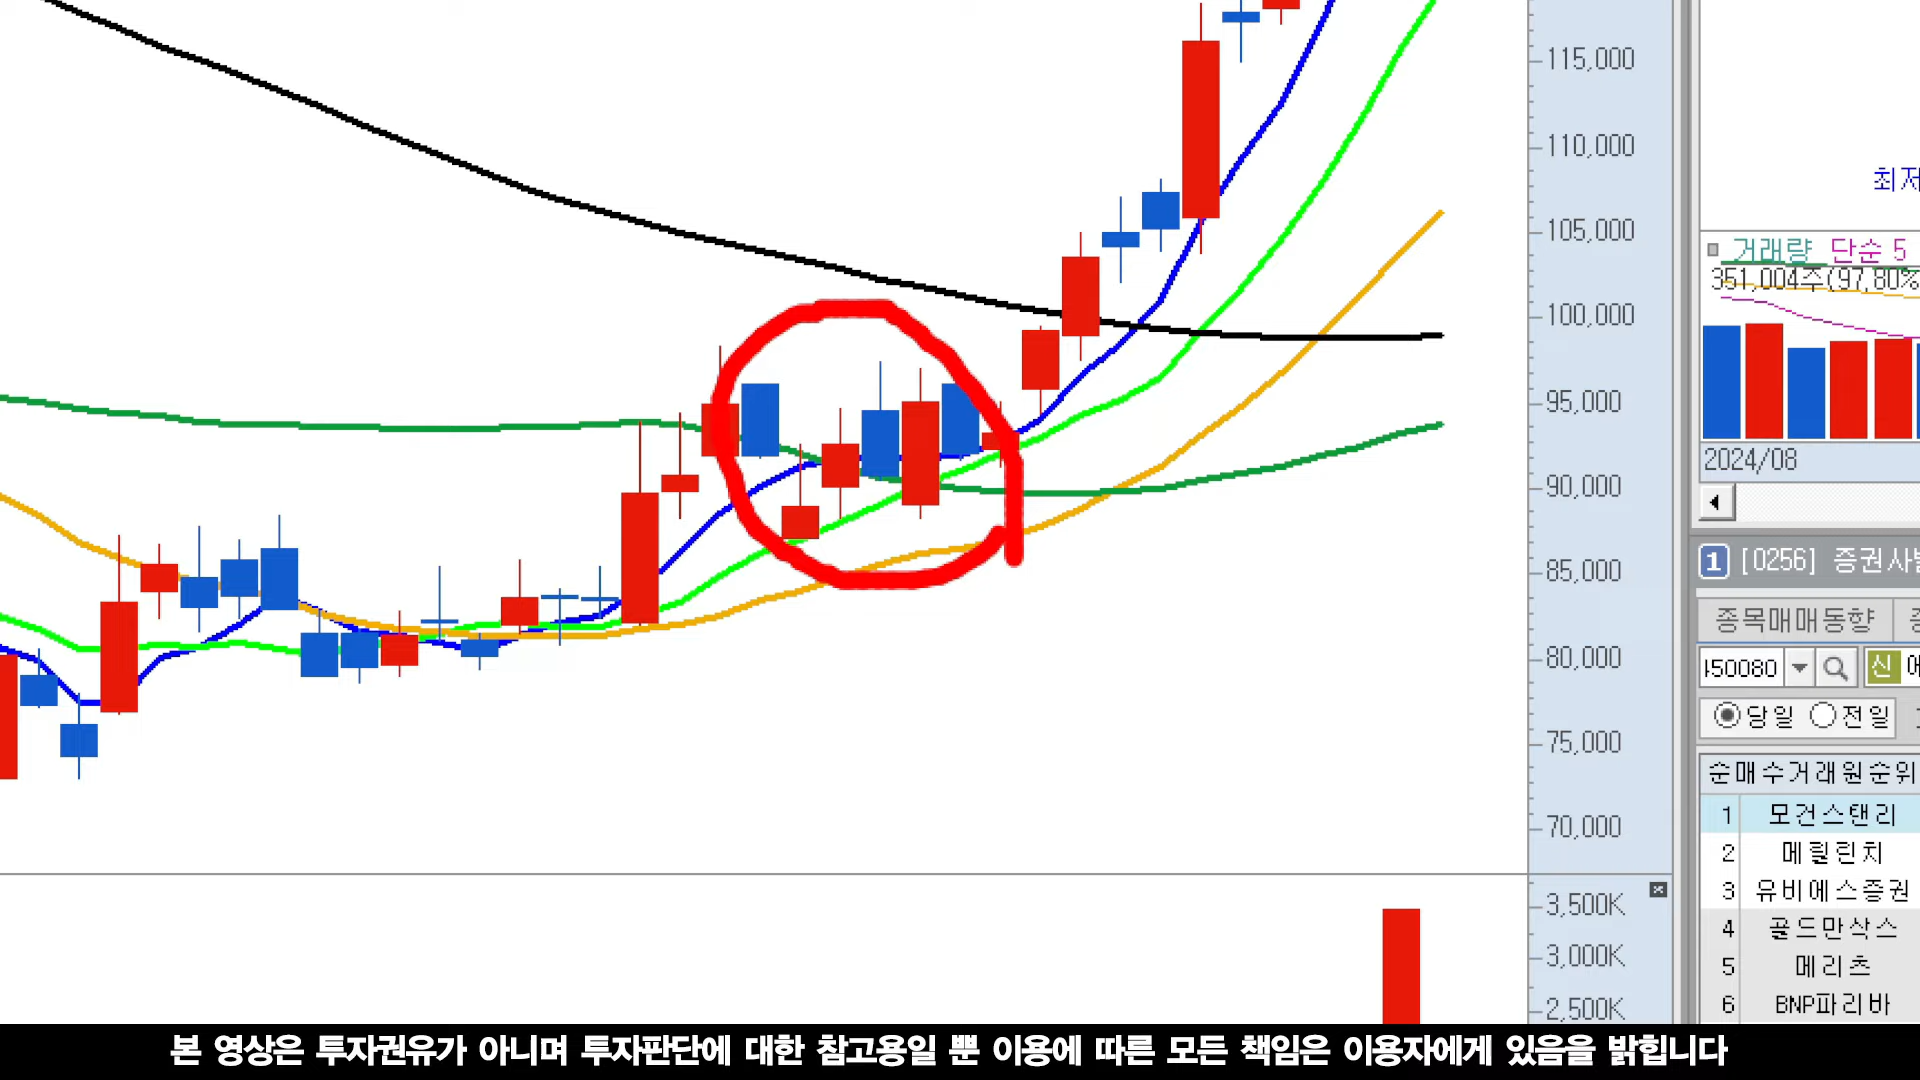 115,000
110,000
105,000
100,000
95,000
90,000
85,000
80,000
75,000
70,000
3,500K
3,000K
2,500K
최저
거래량 단순 5
351,004주(97,80%
2024/08
1 [0256] 증권사별
종목매매동향
450080 신 에
당일 전일
순매수거래원순위
1 모건스탠리
2 메릴린치
3 유비에스증권
4 골드만삭스
5 메리츠
6 BNP파리바
본 영상은 투자권유가 아니며 투자판단에 대한 참고용일 뿐 이용에 따른 모든 책임은 이용자에게 있음을 밝힙니다